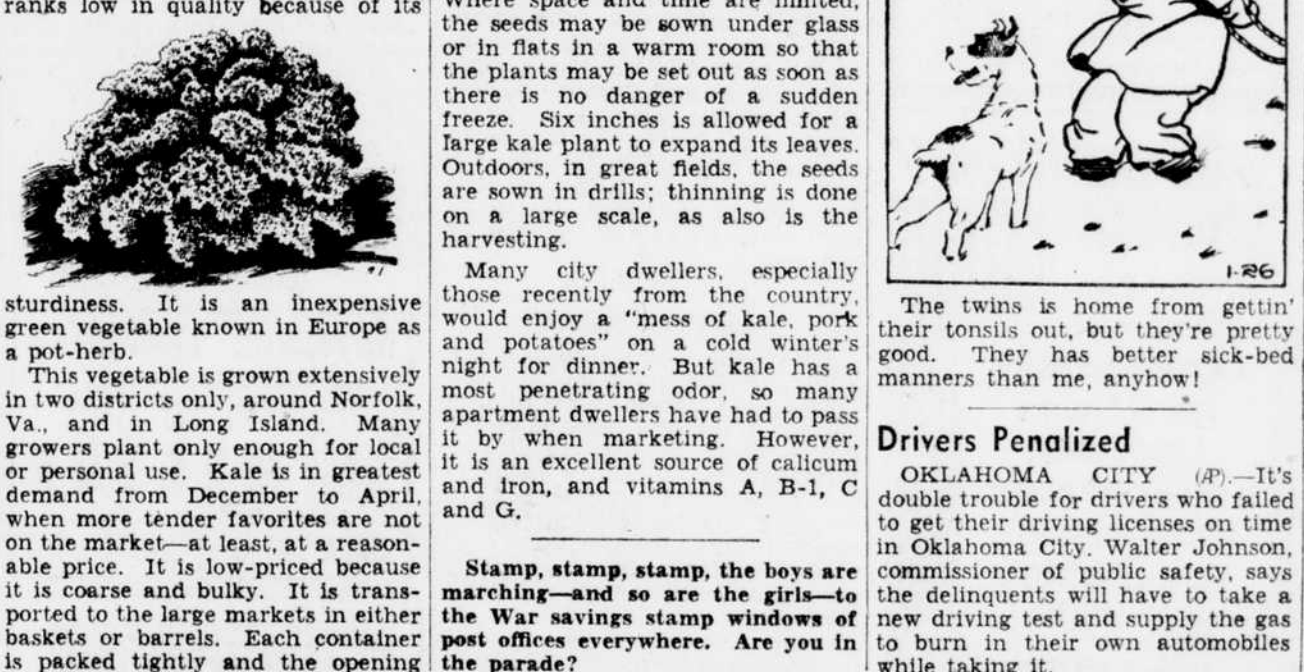 ranks low in quality because of its
sturdiness. It is an inexpensive
green vegetable known in Europe as
a pot-herb.
This vegetable is grown extensively
in two districts only, around Norfolk,
Va., and in Long Island. Many
growers plant only enough for local
or personal use. Kale is in greatest
demand from December to April,
when more tender favorites are not
on the market—at least, at a reason-
able price. It is low-priced because
it is coarse and bulky. It is trans-
ported to the large markets in either
baskets or barrels. Each container
is packed tightly and the opening
Where space and time are limited,
the seeds may be sown under glass
or in flats in a warm room so that
the plants may be set out as soon as
there is no danger of a sudden
freeze. Six inches is allowed for a
large kale plant to expand its leaves.
Outdoors, in great fields, the seeds
are sown in drills; thinning is done
on a large scale, as also is the
harvesting.
Many city dwellers, especially
those recently from the country,
would enjoy a "mess of kale, pork
and potatoes" on a cold winter's
night for dinner. But kale has a
most penetrating odor, so many
apartment dwellers have had to pass
it by when marketing. However,
it is an excellent source of calicum
and iron, and vitamins A, B-1, C
and G.
Stamp, stamp, stamp, the boys are
marching—and so are the girls—to
the War savings stamp windows of
post offices everywhere. Are you in
the parade?
1-26
The twins is home from gettin'
their tonsils out, but they're pretty
good. They has better sick-bed
manners than me, anyhow!
Drivers Penalized
OKLAHOMA CITY (AP).—It's
double trouble for drivers who failed
to get their driving licenses on time
in Oklahoma City. Walter Johnson,
commissioner of public safety, says
the delinquents will have to take a
new driving test and supply the gas
to burn in their own automobiles
while taking it.